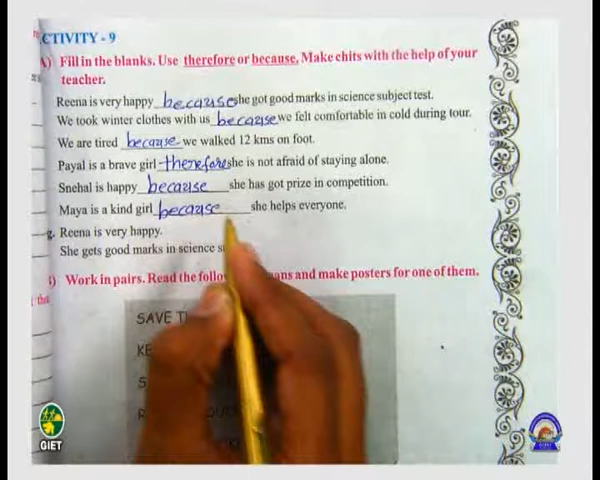 CTIVITY - 9
A) Fill in the blanks. Use therefore or because. Make chits with the help of your
teacher.
Reena is very happy because she got good marks in science subject test.
We took winter clothes with us because we felt comfortable in cold during tour.
We are tired because we walked 12 kms on foot.
Payal is a brave girl therefore she is not afraid of staying alone.
Snehal is happy because she has got prize in competition.
Maya is a kind girl because she helps everyone.
g. Reena is very happy.
She gets good marks in science
) Work in pairs. Read the and make posters for one of them.
SAVE
GIET